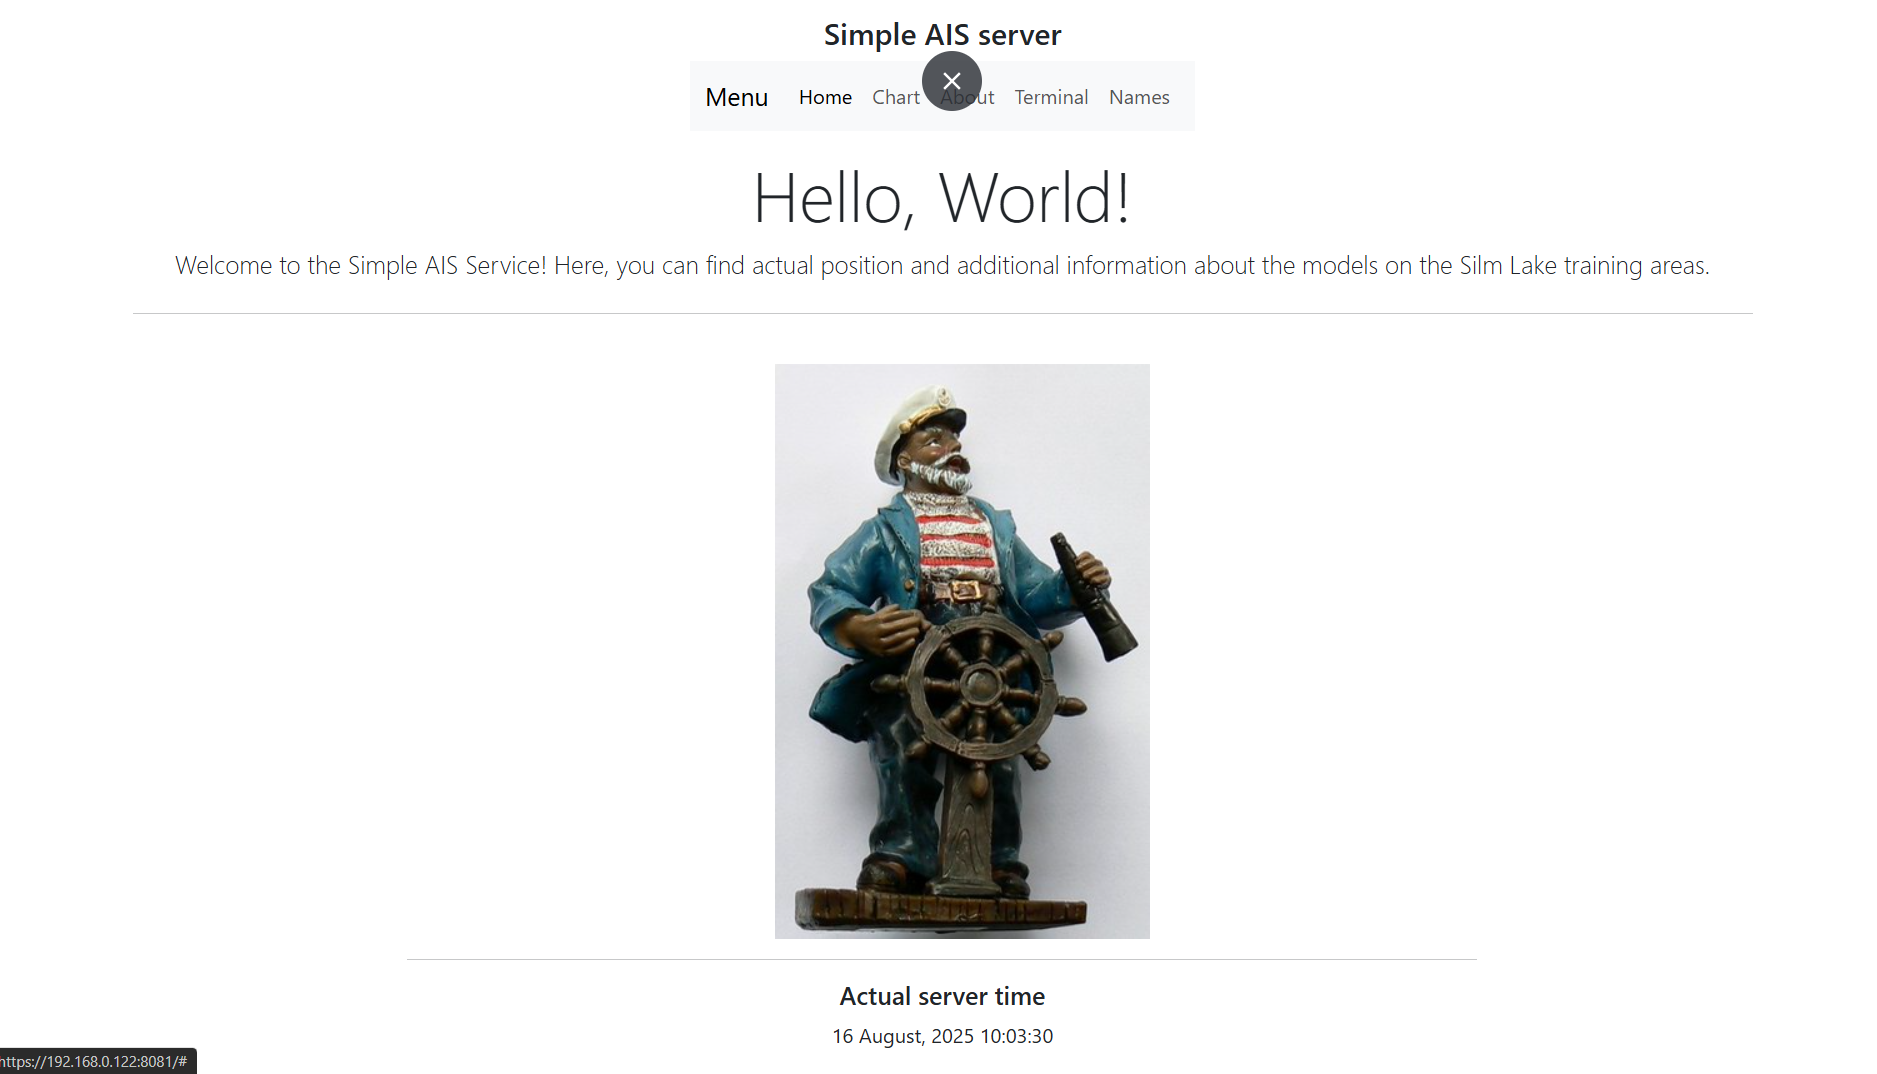 Simple AIS server
Menu Home Chart About Terminal Names
Hello, World!
Welcome to the Simple AIS Service! Here, you can find actual position and additional information about the models on the Silm Lake training areas.
Actual server time
16 August, 2025 10:03:30
https://192.168.0.122:8081/#